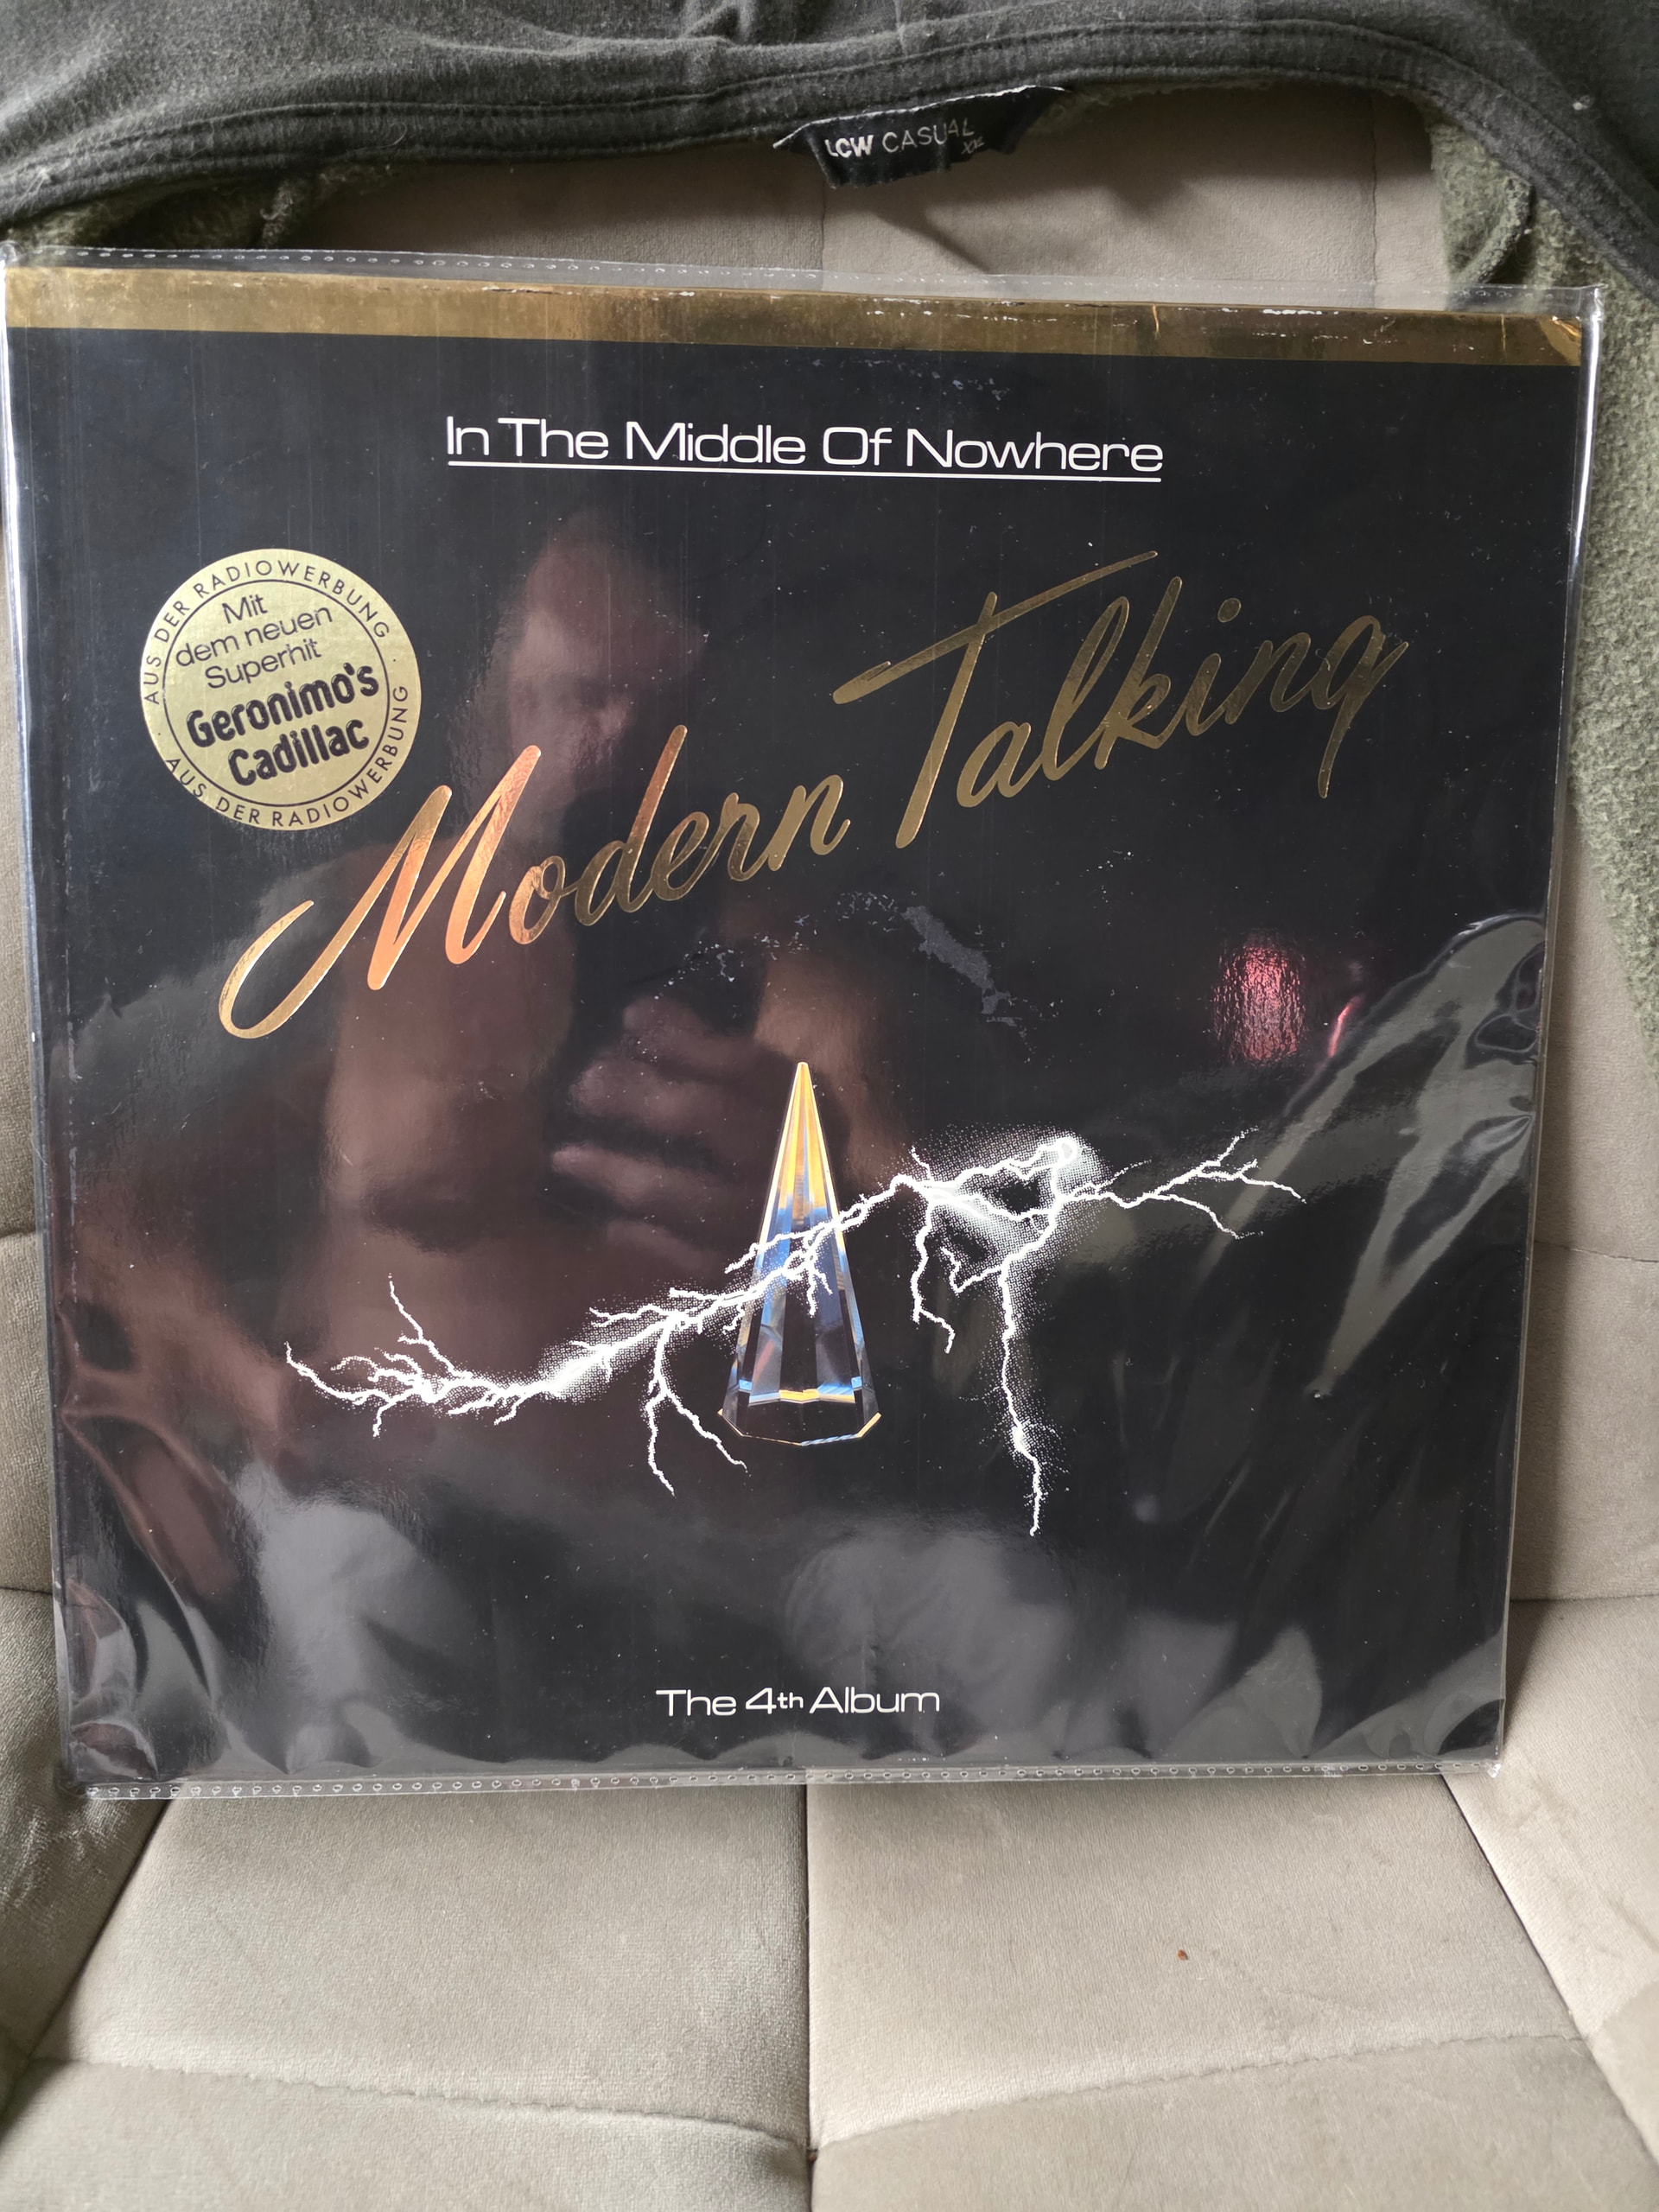 LCW CASUAL
XXL
In The Middle Of Nowhere
AUS DER RADIOWERBUNG ·
Mit
dem neuen
Superhit
Geronimo's
Cadillac
AUS DER RADIOWERBUNG ·
Modern Talking
The 4th Album